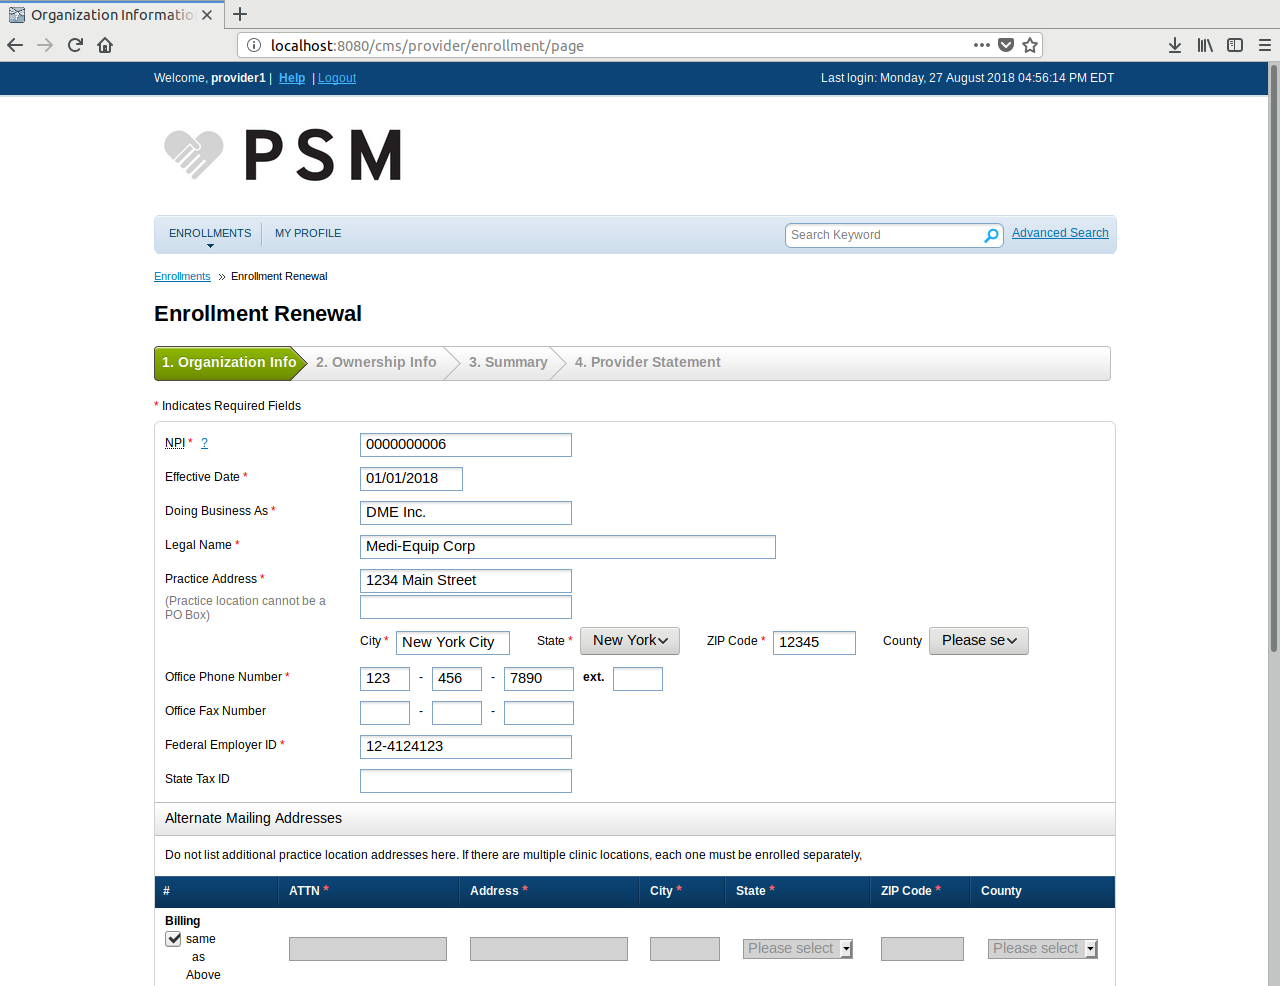 Organization Informatio
localhost:8080/cms/provider/enrollment/page
Welcome, provider1 | Help | Logout Last login: Monday, 27 August 2018 04:56:14 PM EDT
PSM
ENROLLMENTS MY PROFILE Search Keyword Advanced Search
Enrollments » Enrollment Renewal
Enrollment Renewal
1. Organization Info 2. Ownership Info 3. Summary 4. Provider Statement
* Indicates Required Fields
NPI * ? 0000000006
Effective Date * 01/01/2018
Doing Business As * DME Inc.
Legal Name * Medi-Equip Corp
Practice Address * 1234 Main Street
(Practice location cannot be a
PO Box)
City * New York City State * New York ZIP Code * 12345 County Please se
Office Phone Number * 123 - 456 - 7890 ext.
Office Fax Number - -
Federal Employer ID * 12-4124123
State Tax ID
Alternate Mailing Addresses
Do not list additional practice location addresses here. If there are multiple clinic locations, each one must be enrolled separately,
# ATTN * Address * City * State * ZIP Code * County
Billing
same Please select Please select
as
Above